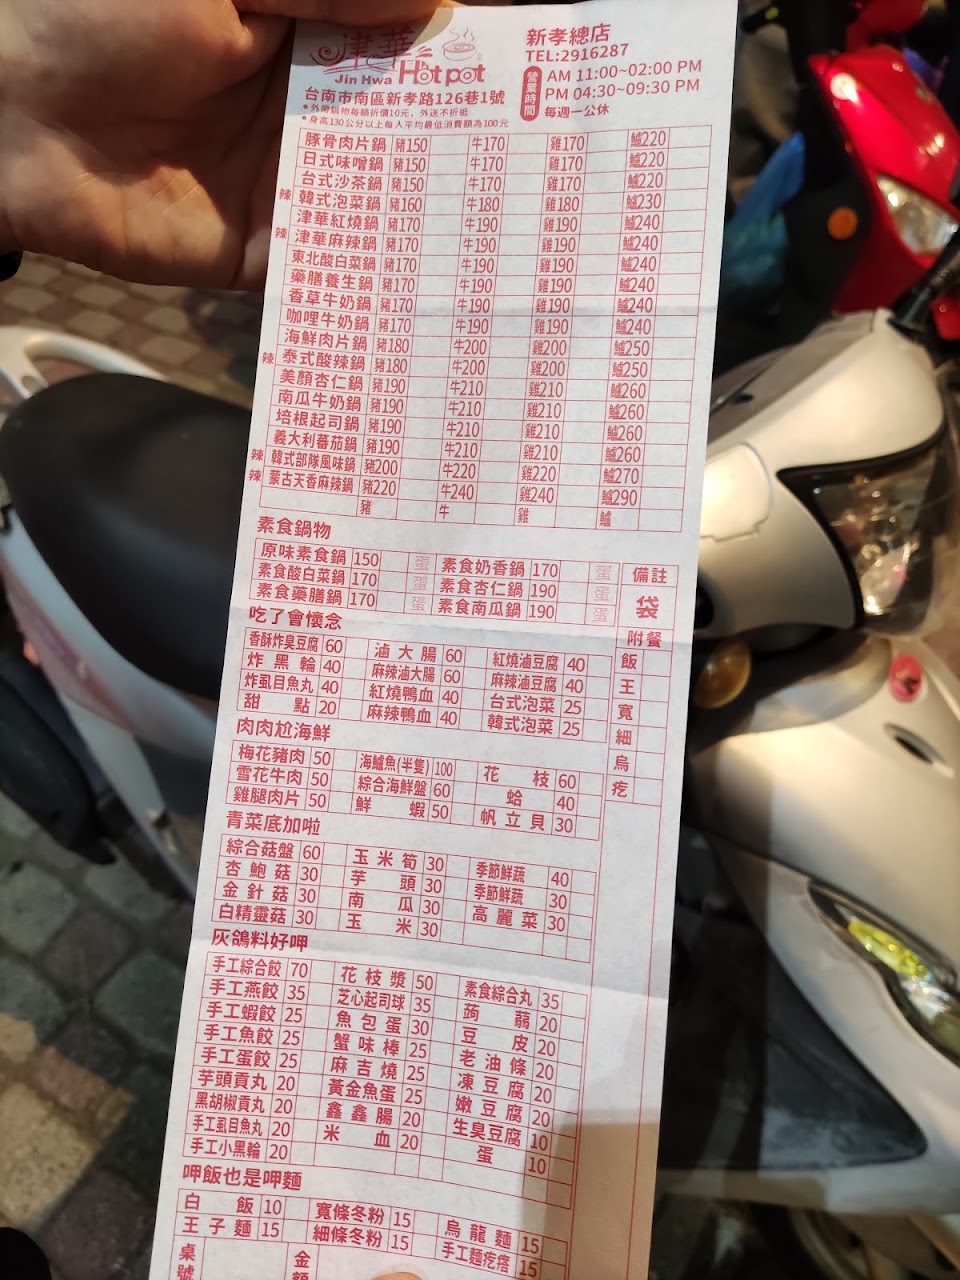 津華
Jin Hwa Hot pot
新孝總店
TEL:2916287
營業時間
AM 11:00~02:00 PM
PM 04:30~09:30 PM
每週一公休
台南市南區新孝路126巷1號
•外帶鍋物每鍋折價10元,外送不折抵
•身高130公分以上每人平均最低消費額為100元
豚骨肉片鍋 豬150 牛170 雞170 鱸220
日式味噌鍋 豬150 牛170 雞170 鱸220
台式沙茶鍋 豬150 牛170 雞170 鱸220
辣 韓式泡菜鍋 豬160 牛180 雞180 鱸230
津華紅燒鍋 豬170 牛190 雞190 鱸240
辣 津華麻辣鍋 豬170 牛190 雞190 鱸240
東北酸白菜鍋 豬170 牛190 雞190 鱸240
藥膳養生鍋 豬170 牛190 雞190 鱸240
香草牛奶鍋 豬170 牛190 雞190 鱸240
咖哩牛奶鍋 豬170 牛190 雞190 鱸240
海鮮肉片鍋 豬180 牛200 雞200 鱸250
辣 泰式酸辣鍋 豬180 牛200 雞200 鱸250
美顏杏仁鍋 豬190 牛210 雞210 鱸260
南瓜牛奶鍋 豬190 牛210 雞210 鱸260
培根起司鍋 豬190 牛210 雞210 鱸260
義大利蕃茄鍋 豬190 牛210 雞210 鱸260
辣 韓式部隊風味鍋 豬200 牛220 雞220 鱸270
辣 蒙古天香麻辣鍋 豬220 牛240 雞240 鱸290
豬 牛 雞 鱸
素食鍋物
原味素食鍋 150 蛋 素食奶香鍋 170 蛋
素食酸白菜鍋 170 蛋 素食杏仁鍋 190 蛋
素食藥膳鍋 170 蛋 素食南瓜鍋 190 蛋
備註
袋
附餐
飯
王
寬
細
烏
疙
吃了會懷念
香酥炸臭豆腐 60 滷大腸 60 紅燒滷豆腐 40
炸黑輪 40 麻辣滷大腸 60 麻辣滷豆腐 40
炸虱目魚丸 40 紅燒鴨血 40 台式泡菜 25
甜點 20 麻辣鴨血 40 韓式泡菜 25
肉肉尬海鮮
梅花豬肉 50 海鱸魚(半隻) 100 花枝 60
雪花牛肉 50 綜合海鮮盤 60 蛤 40
雞腿肉片 50 鮮蝦 50 帆立貝 30
青菜底加啦
綜合菇盤 60 玉米筍 30 季節鮮蔬 40
杏鮑菇 30 芋頭 30 季節鮮蔬 30
金針菇 30 南瓜 30 高麗菜 30
白精靈菇 30 玉米 30
灰鴿料好呷
手工綜合餃 70 花枝漿 50 素食綜合丸 35
手工燕餃 35 芝心起司球 35 蒟蒻 20
手工蝦餃 25 魚包蛋 30 豆皮 20
手工魚餃 25 蟹味棒 25 老油條 20
手工蛋餃 25 麻吉燒 25 凍豆腐 20
芋頭貢丸 20 黃金魚蛋 25 嫩豆腐 20
黑胡椒貢丸 20 鑫鑫腸 20 生臭豆腐 10
手工虱目魚丸 20 米血 20 蛋 10
手工小黑輪 20
呷飯也是呷麵
白飯 10 寬條冬粉 15 烏龍麵 15
王子麵 15 細條冬粉 15 手工麵疙瘩 15
桌號 金額